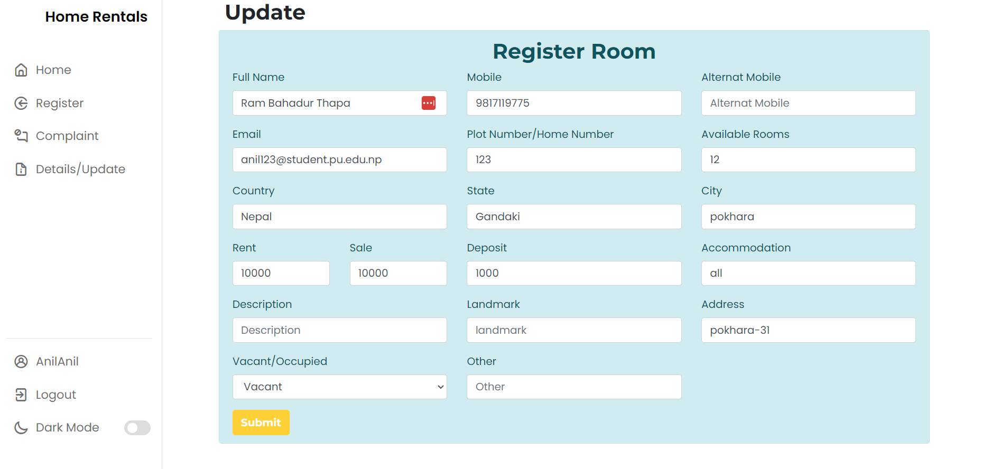 Home Rentals
Home
Register
Complaint
Details/Update
AnilAnil
Logout
Dark Mode
Update
Register Room
Full Name Mobile Alternat Mobile
Ram Bahadur Thapa 9817119775 Alternat Mobile
Email Plot Number/Home Number Available Rooms
anil123@student.pu.edu.np 123 12
Country State City
Nepal Gandaki pokhara
Rent Sale Deposit Accommodation
10000 10000 1000 all
Description Landmark Address
Description landmark pokhara-31
Vacant/Occupied Other
Vacant Other
Submit